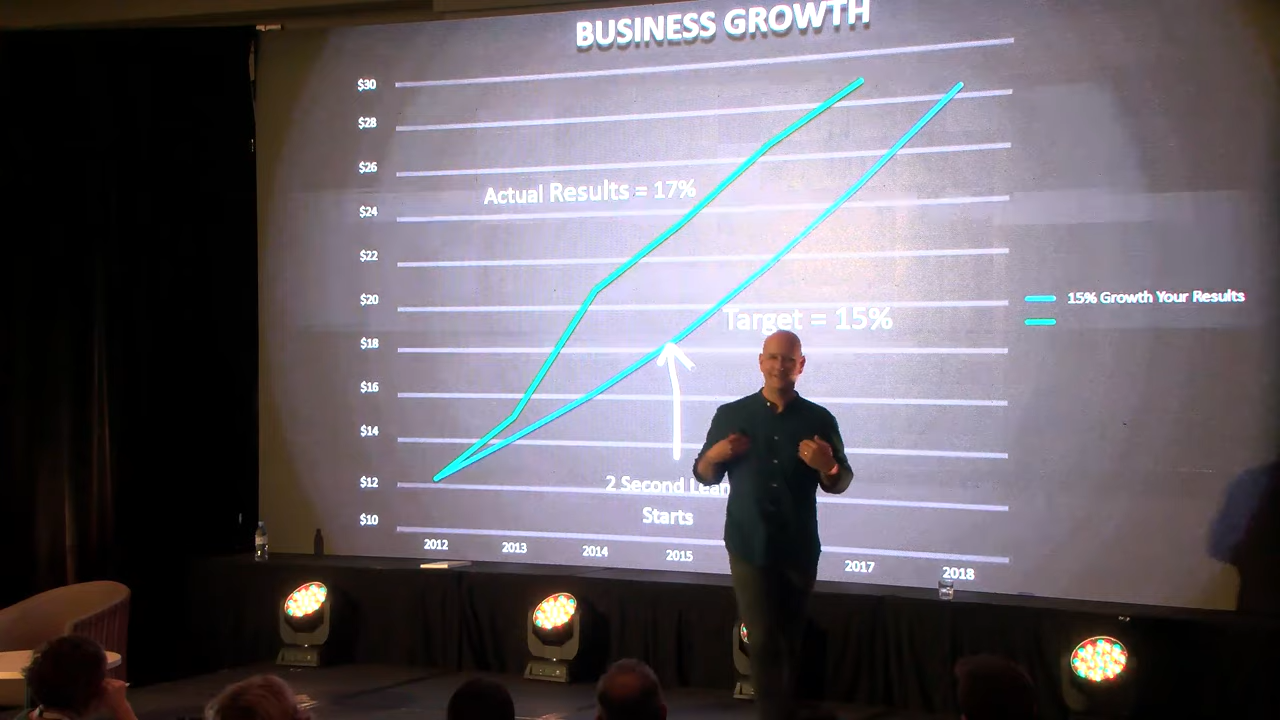 BUSINESS GROWTH
$30
$28
$26
$24
$22
$20
$18
$16
$14
$12
$10
Actual Results = 17%
Target = 15%
15% Growth Your Results
2 Second Lean
Starts
2012 2013 2014 2015 2017 2018